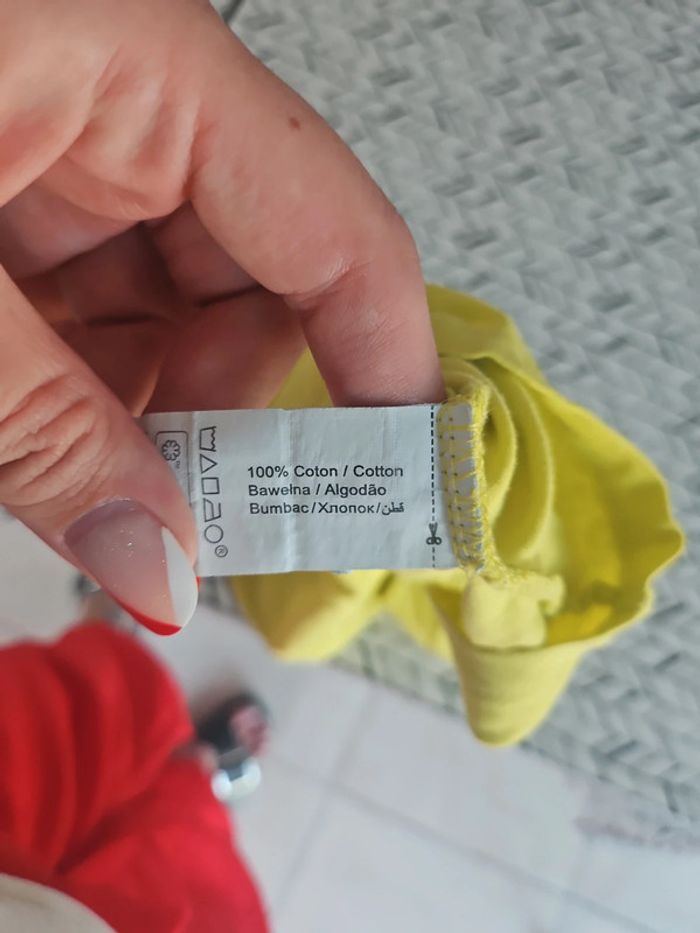 100% Coton / Cotton
Bawełna / Algodão
Bumbac/Хлопок/قطن